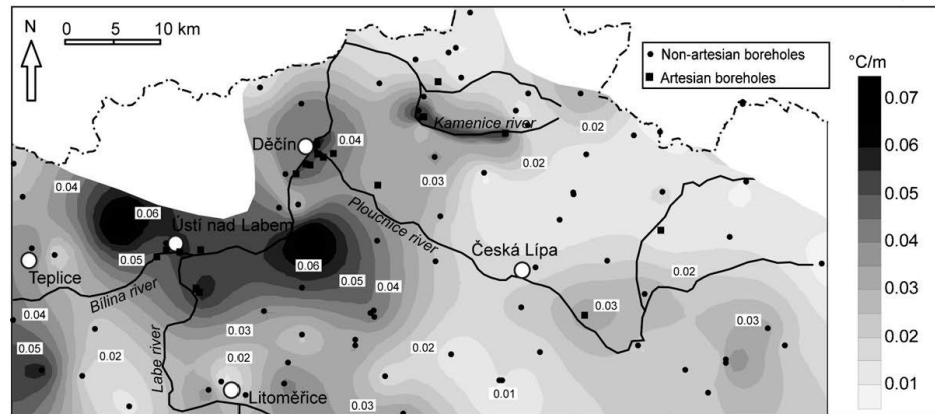 N
0 5 10 km
Non-artesian boreholes
Artesian boreholes
°C/m
0.07
0.06
0.05
0.04
0.03
0.02
0.01
Kamenice river
0.02
Děčín
0.04
0.02
0.03
0.02
0.04
0.06
Ústí nad Labem
Ploučnice river
Česká Lípa
0.05
Teplice
0.06
0.02
0.05
0.04
Bílina river
0.04
0.03
0.03
0.03
0.05
0.02
0.02
0.02
Labe river
0.03
0.01
Litoměřice
0.03